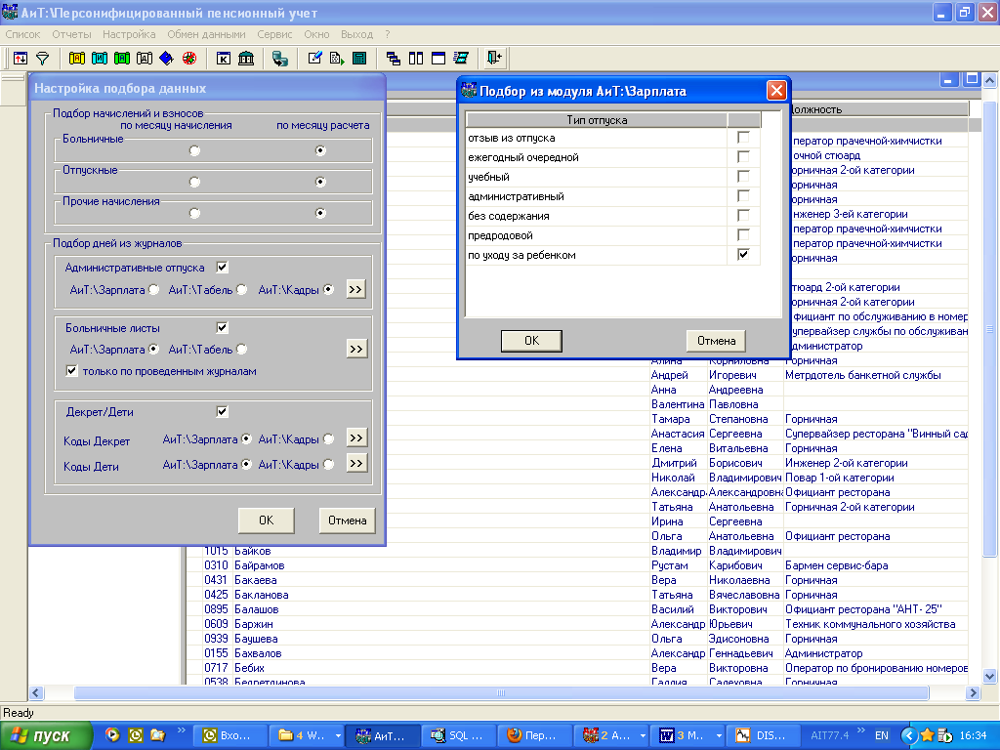 АиТ:\Персонифицированный пенсионный учет
Список Отчеты Настройка Обмен данными Сервис Окно Выход ?
Настройка подбора данных
Подбор начислений и взносов
по месяцу начисления по месяцу расчета
Больничные
Отпускные
Прочие начисления
Подбор дней из журналов
Административные отпуска
АиТ:\Зарплата АиТ:\Табель АиТ:\Кадры >>
Больничные листы
АиТ:\Зарплата АиТ:\Табель >>
только по проведенным журналам
Декрет/Дети
Коды Декрет АиТ:\Зарплата АиТ:\Кадры >>
Коды Дети АиТ:\Зарплата АиТ:\Кадры >>
OK Отмена
Подбор из модуля АиТ:\Зарплата
Тип отпуска
отзыв из отпуска
ежегодный очередной
учебный
административный
без содержания
предродовой
по уходу за ребенком
OK Отмена
олжность
ператор прачечной-химчистки
очной стюард
орничная 2-ой категории
орничная
орничная
нженер 3-ей категории
ператор прачечной-химчистки
ператор прачечной-химчистки
орничная
тюард 2-ой категории
орничная 2-ой категории
фициант по обслуживанию в номер
упервайзер службы по обслуживан
дминистратор
Алина Корниловна Горничная
Андрей Игоревич Метрдотель банкетной службы
Анна Андреевна
Валентина Павловна
Тамара Степановна Горничная
Анастасия Сергеевна Супервайзер ресторана "Винный сад
Елена Витальевна Горничная
Дмитрий Борисович Инженер 2-ой категории
Николай Владимирович Повар 1-ой категории
Александр Александровн Официант ресторана
Татьяна Анатольевна Горничная 2-ой категории
Ирина Сергеевна
Ольга Анатольевна Официант ресторана
1015 Байков Владимир Владимирович
0310 Байрамов Рустам Карибович Бармен сервис-бара
0431 Бакаева Вера Николаевна Горничная
0425 Бакланова Татьяна Вячеславовна Горничная
0895 Балашов Василий Викторович Официант ресторана "АНТ- 25"
0609 Баржин Александр Юрьевич Техник коммунального хозяйства
0939 Баушева Ольга Эдисоновна Горничная
0155 Бахвалов Александр Геннадьевич Администратор
0717 Бебих Вера Викторовна Оператор по бронированию номеров
0538 Бедретдинова Галлия Салеховна Горничная
Ready
пуск Вхо... 4 W... АиТ... SQL ... Пер... 2 A... 3 M... DIS... AIT77.4 EN 16:34